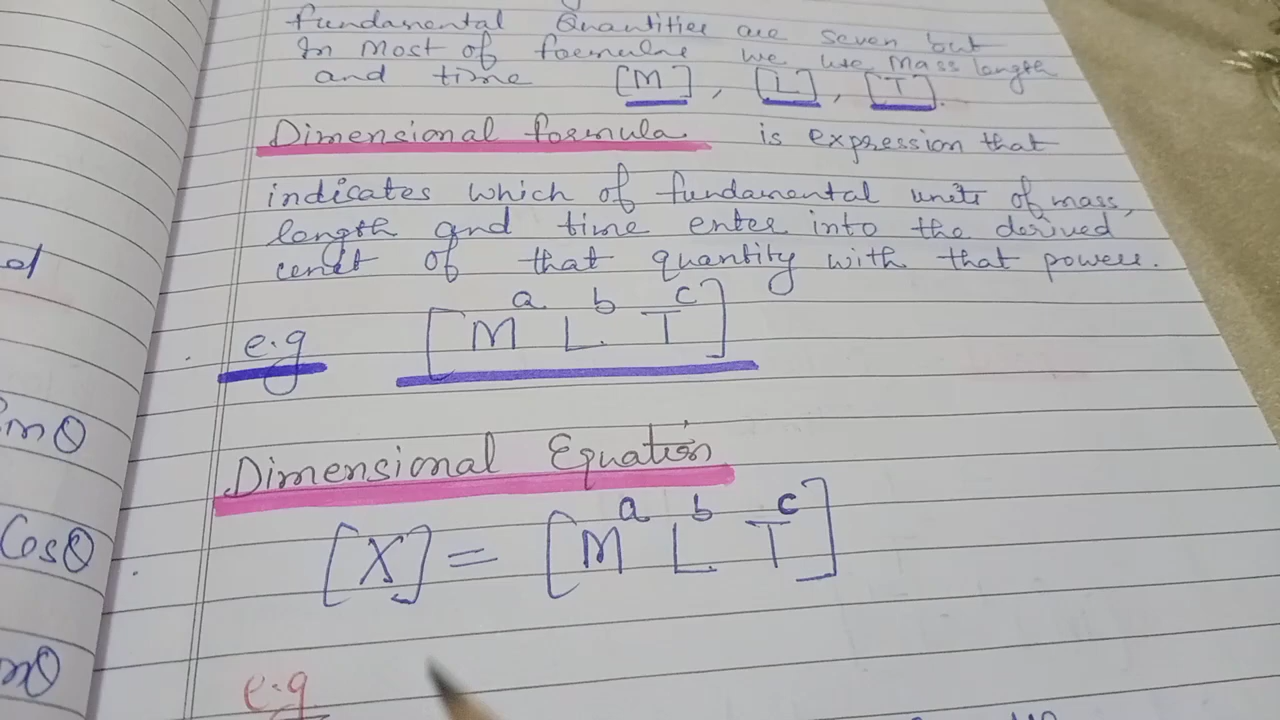 fundamental Quantities are seven but
In most of formulae we use mass length
and time [M], [L], [T].
Dimensional formula is expression that
indicates which of fundamental units of mass,
length and time enter into the derived
unit of that quantity with that powers.
e.g [M^a L^b T^c]
Dimensional Equation
[X] = [M^a L^b T^c]
e.g
Cosθ